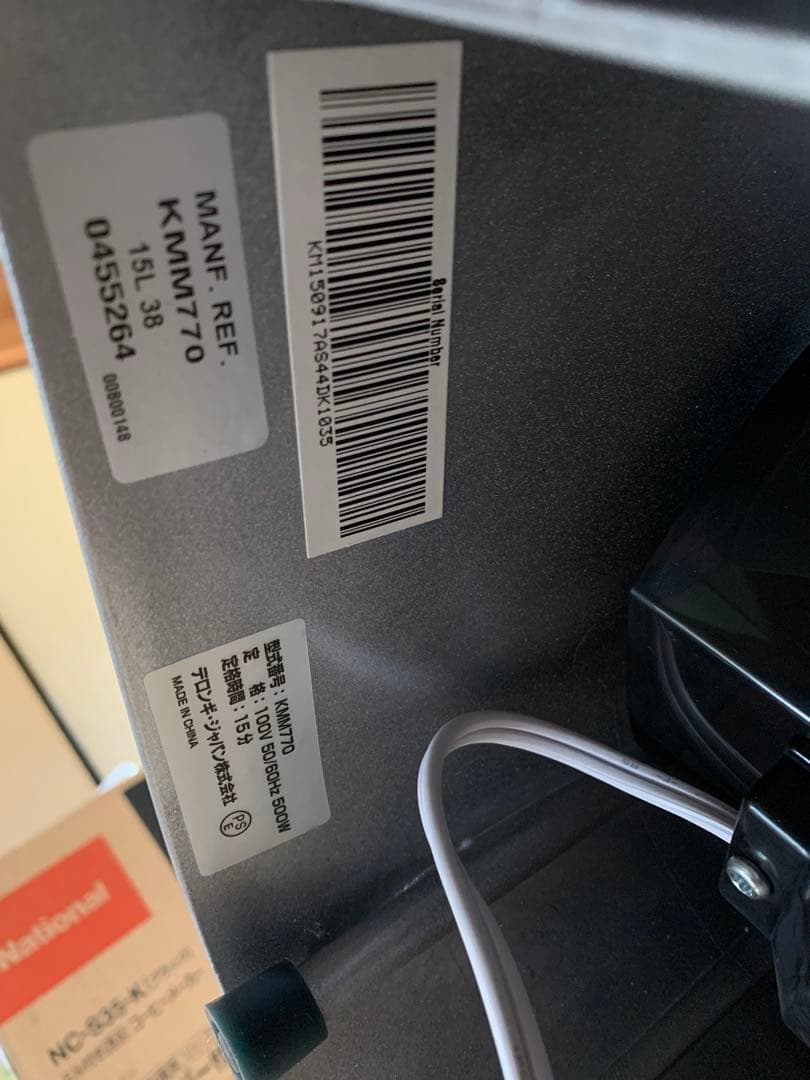 MANF. REF.
KMM770
15L 38
0455264
00800148
Serial Number
KM150917AS44DK1035
型式番号：KMM770
定　格：100V 50/60Hz 500W
定格時間：15分
デロンギ・ジャパン株式会社
MADE IN CHINA
PS
E
National
NC-S35-K